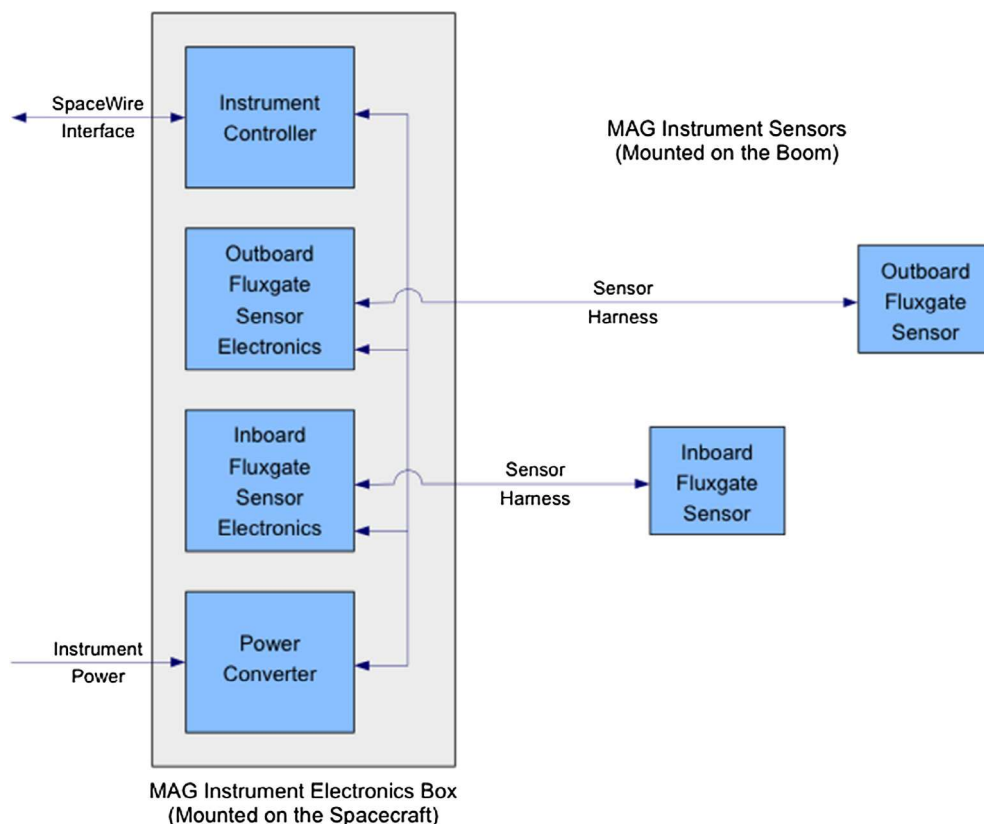 SpaceWire
Interface
Instrument
Controller
MAG Instrument Sensors
(Mounted on the Boom)
Outboard
Fluxgate
Sensor
Electronics
Sensor
Harness
Outboard
Fluxgate
Sensor
Inboard
Fluxgate
Sensor
Electronics
Sensor
Harness
Inboard
Fluxgate
Sensor
Instrument
Power
Power
Converter
MAG Instrument Electronics Box
(Mounted on the Spacecraft)